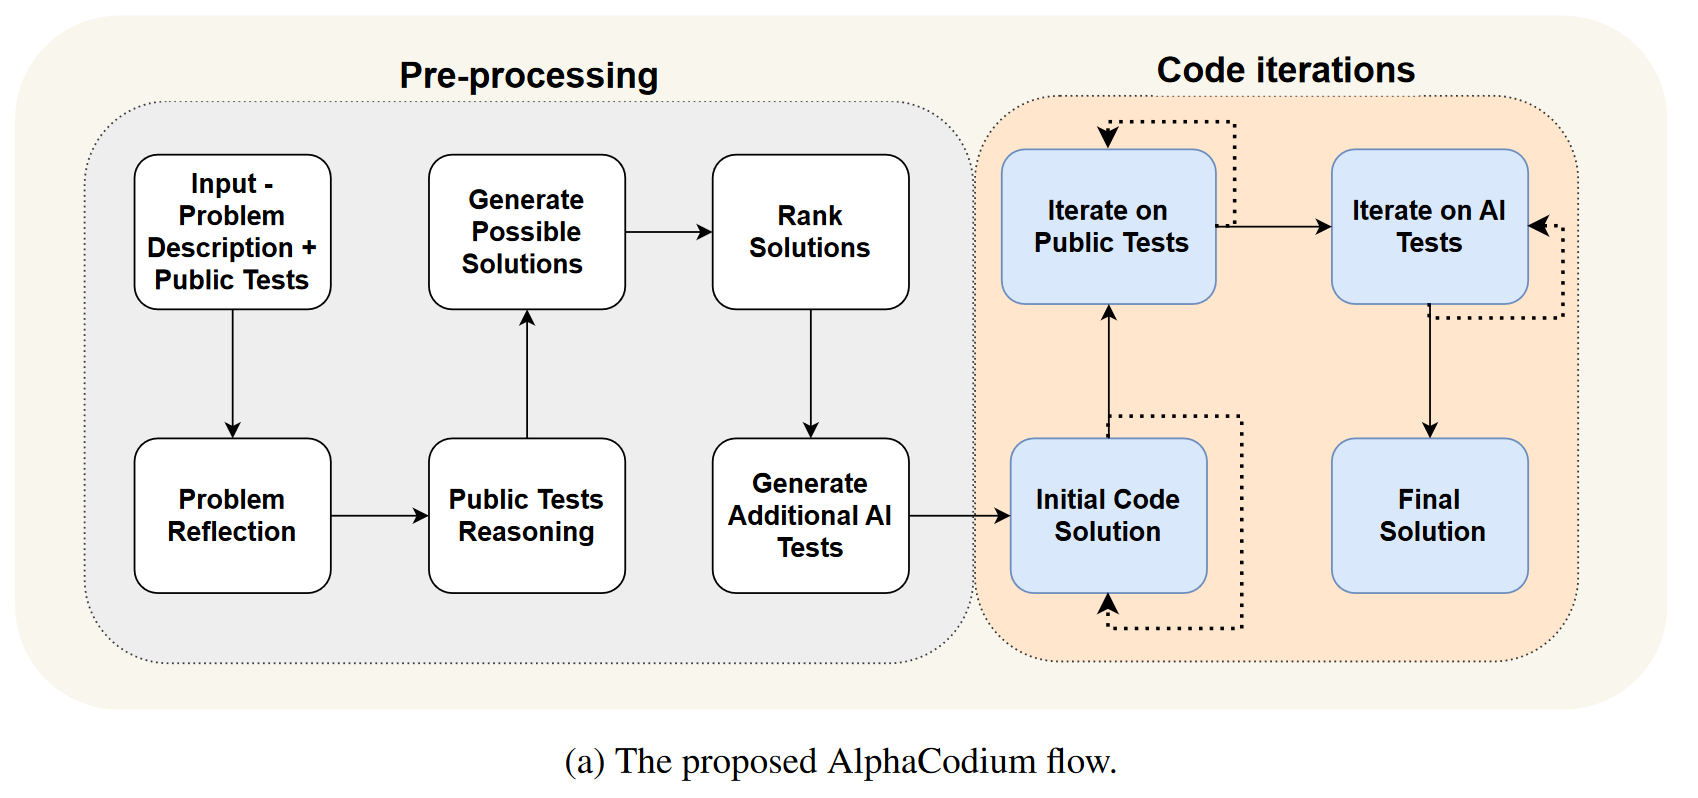 Pre-processing
Input -
Problem
Description +
Public Tests
Problem
Reflection
Public Tests
Reasoning
Generate
Possible
Solutions
Rank
Solutions
Generate
Additional AI
Tests
Code iterations
Initial Code
Solution
Iterate on
Public Tests
Iterate on AI
Tests
Final
Solution
(a) The proposed AlphaCodium flow.